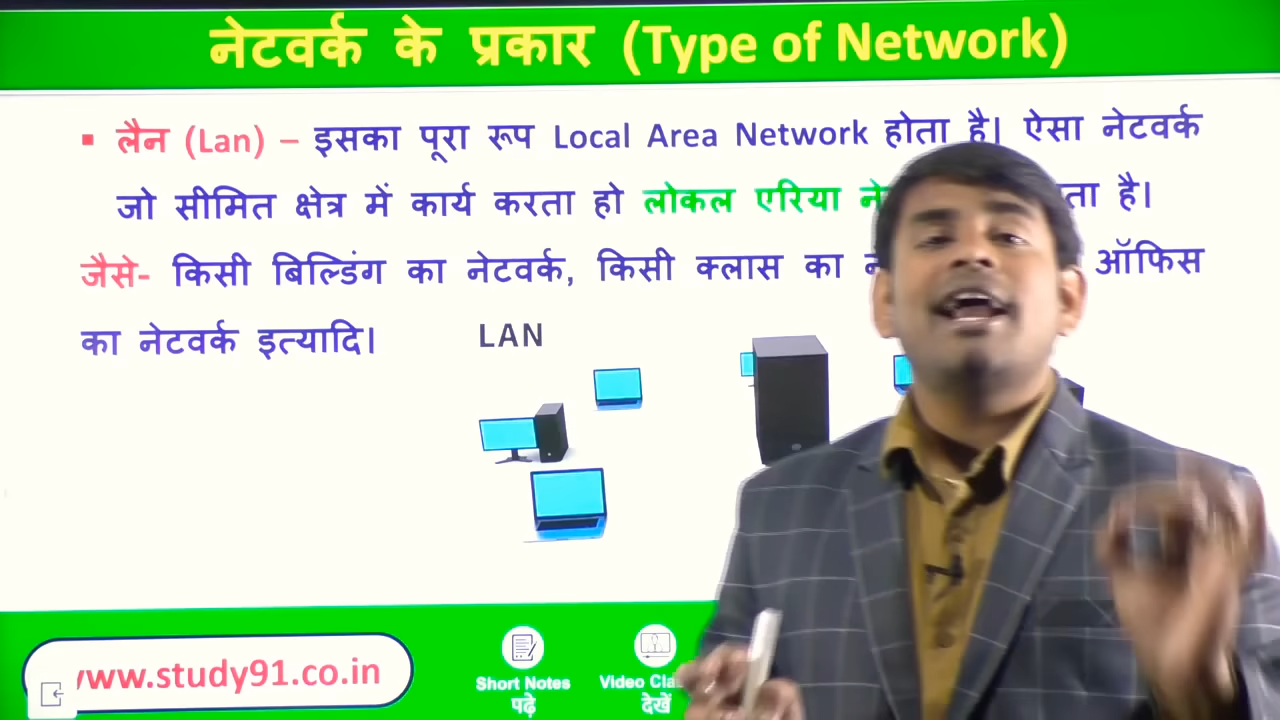 नेटवर्क के प्रकार (Type of Network)
▪ लैन (Lan) – इसका पूरा रूप Local Area Network होता है। ऐसा नेटवर्क
जो सीमित क्षेत्र में कार्य करता हो लोकल एरिया है।
जैसे- किसी बिल्डिंग का नेटवर्क, किसी क्लास का ऑफिस
का नेटवर्क इत्यादि।
LAN
www.study91.co.in
Short Notes
पढ़े
Video
देखें